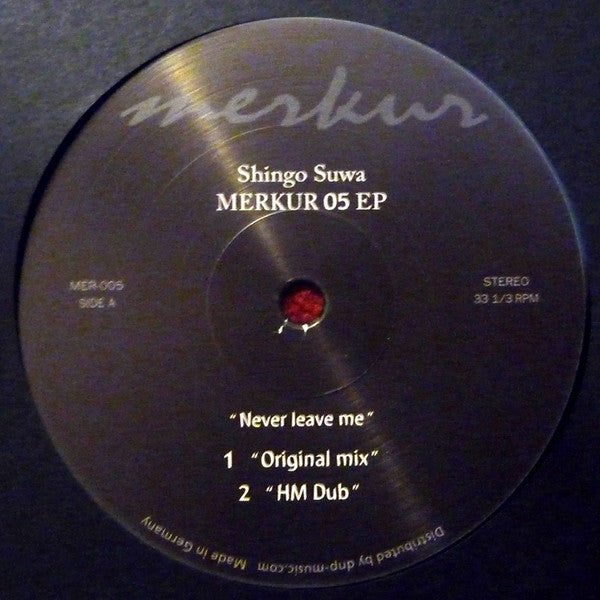 merkur
Shingo Suwa
MERKUR 05 EP
MER-005
SIDE A
STEREO
33 1/3 RPM
"Never leave me"
1 "Original mix"
2 "HM Dub"
Distributed by dnp-music.com Made in Germany